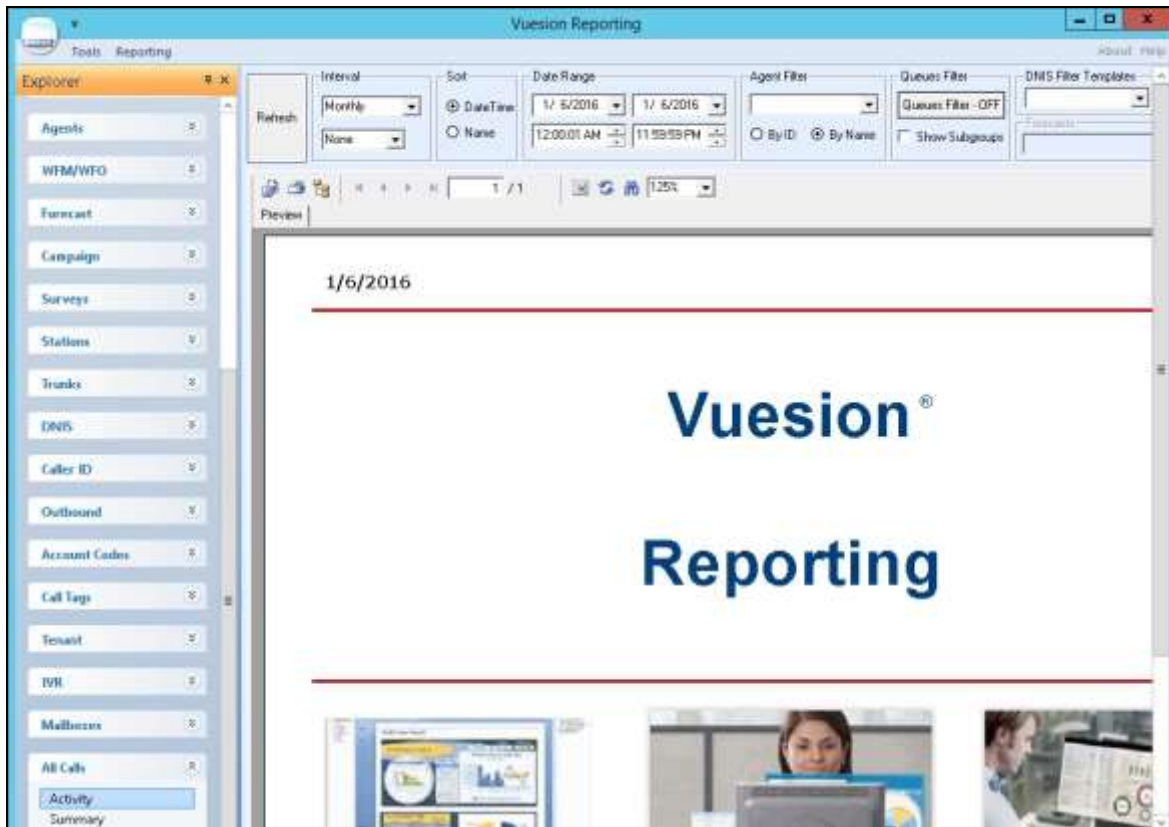 Vuesion Reporting
Tools Reporting
About Help
Explorer
Agents
WFM/WFO
Forecast
Campaign
Surveys
Stations
Trunks
DNIS
Caller ID
Outbound
Account Codes
Call Tags
Tenant
IVR
Mailboxes
All Calls
Activity
Summary
Refresh
Interval
Monthly
None
Sort
DateTime
Name
Date Range
1/ 6/2016 1/ 6/2016
12:00:01 AM 11:59:59 PM
Agent Filter
By ID By Name
Queues Filter
Queues Filter - OFF
Show Subgroups
DNIS Filter Templates
Forecasts
1 /1
125%
Preview
1/6/2016
Vuesion ®
Reporting